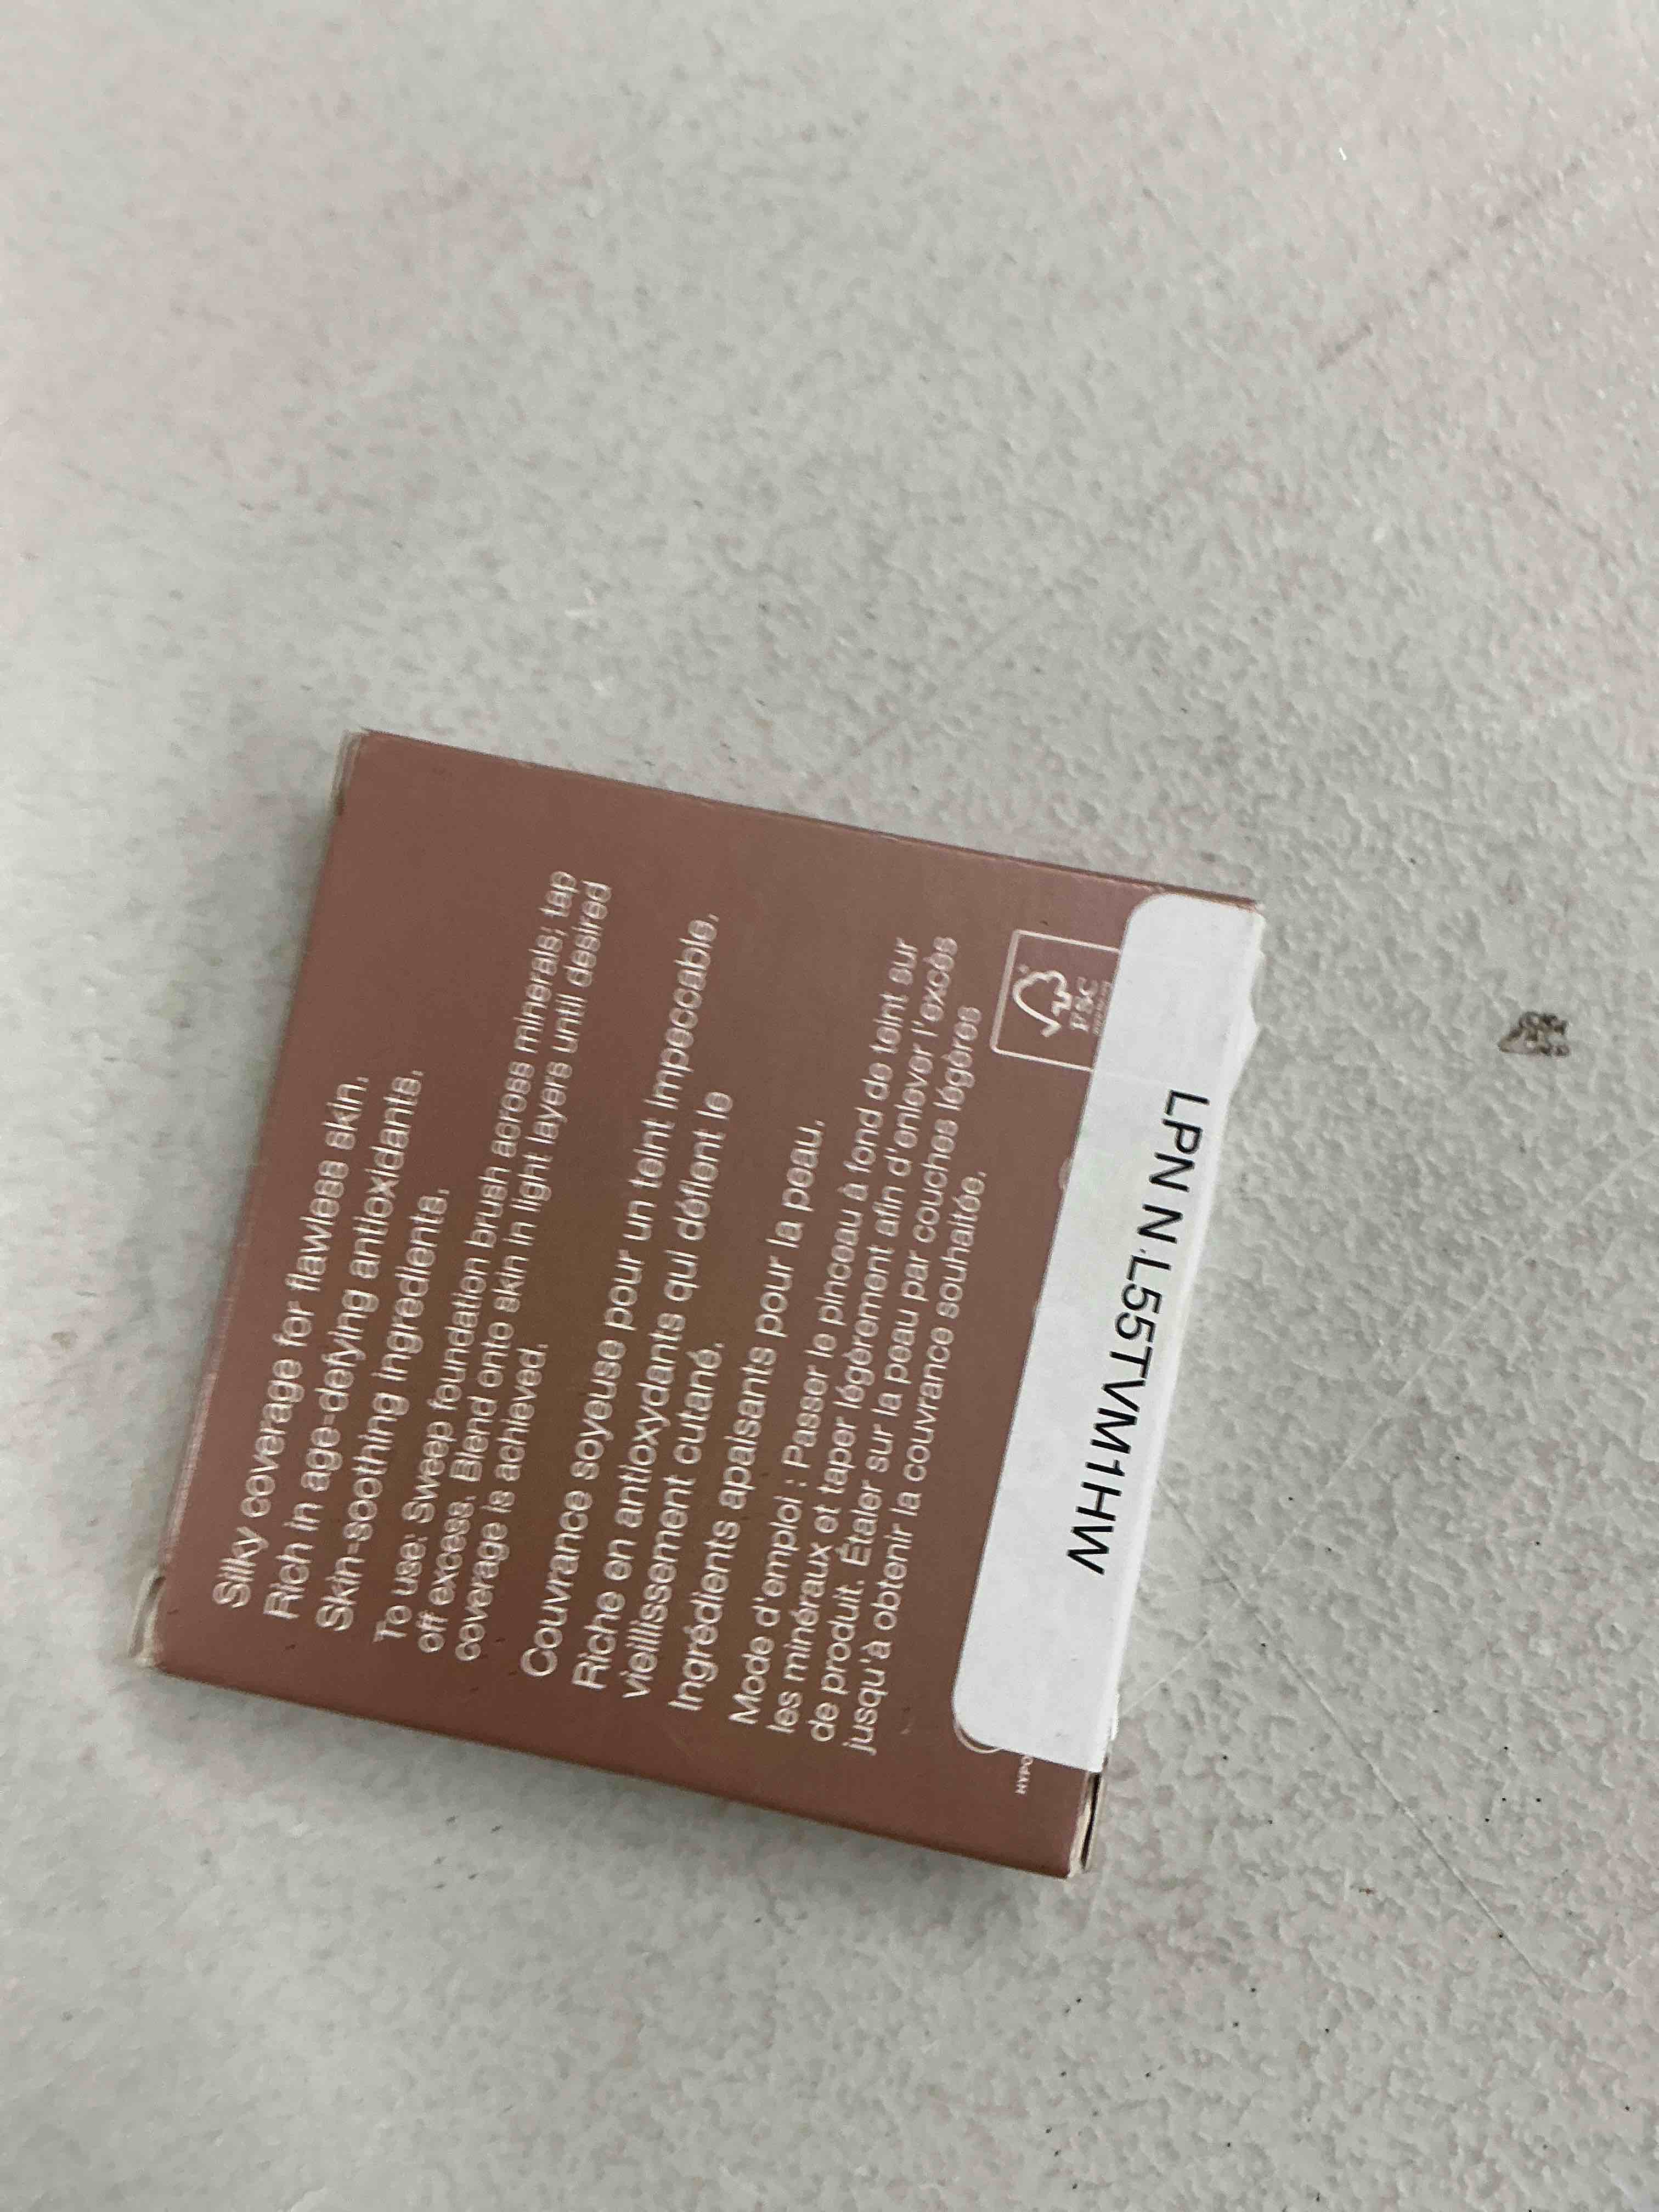 Silky coverage for flawless skin.
Rich in age-defying antioxidants.
Skin-soothing ingredients.
To use: Sweep foundation brush across minerals; tap
off excess. Blend onto skin in light layers until desired
coverage is achieved.
Couvrance soyeuse pour un teint impeccable.
Riche en antioxydants qui défient le
vieillissement cutané.
Ingrédients apaisants pour la peau.
Mode d'emploi : Passer le pinceau à fond de teint sur
les minéraux et taper légèrement afin d'enlever l'excès
de produit. Étaler sur la peau par couches légères
jusqu'à obtenir la couvrance souhaitée.
FSC
HYPO
LPN N L55TVM1HW